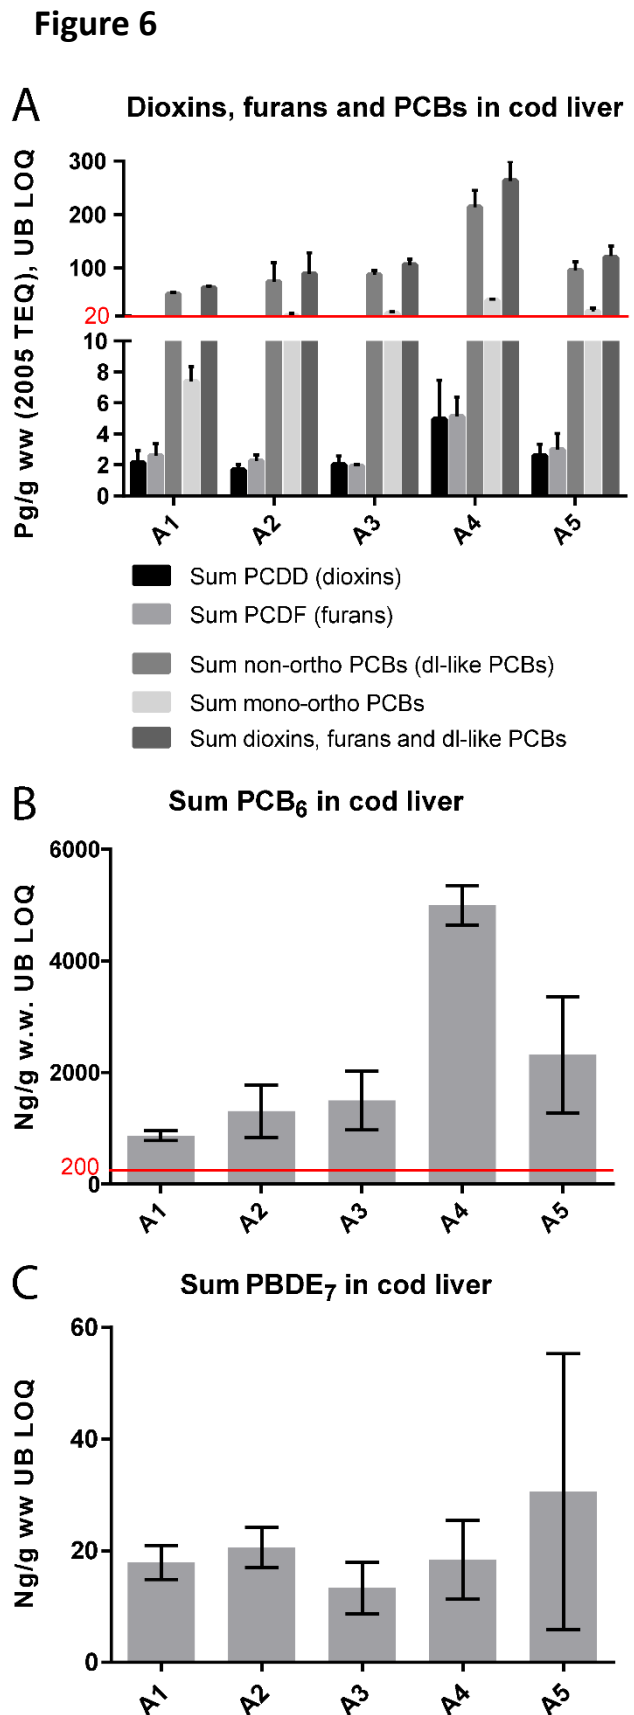 Figure 6
A
Dioxins, furans and PCBs in cod liver
Pg/g ww (2005 TEQ), UB LOQ
300
200
100
20
10
8
6
4
2
0
A1
A2
A3
A4
A5
Sum PCDD (dioxins)
Sum PCDF (furans)
Sum non-ortho PCBs (dl-like PCBs)
Sum mono-ortho PCBs
Sum dioxins, furans and dl-like PCBs
B
Sum PCB6 in cod liver
Ng/g w.w. UB LOQ
6000
4000
2000
200
0
A1
A2
A3
A4
A5
C
Sum PBDE7 in cod liver
Ng/g ww UB LOQ
60
40
20
0
A1
A2
A3
A4
A5